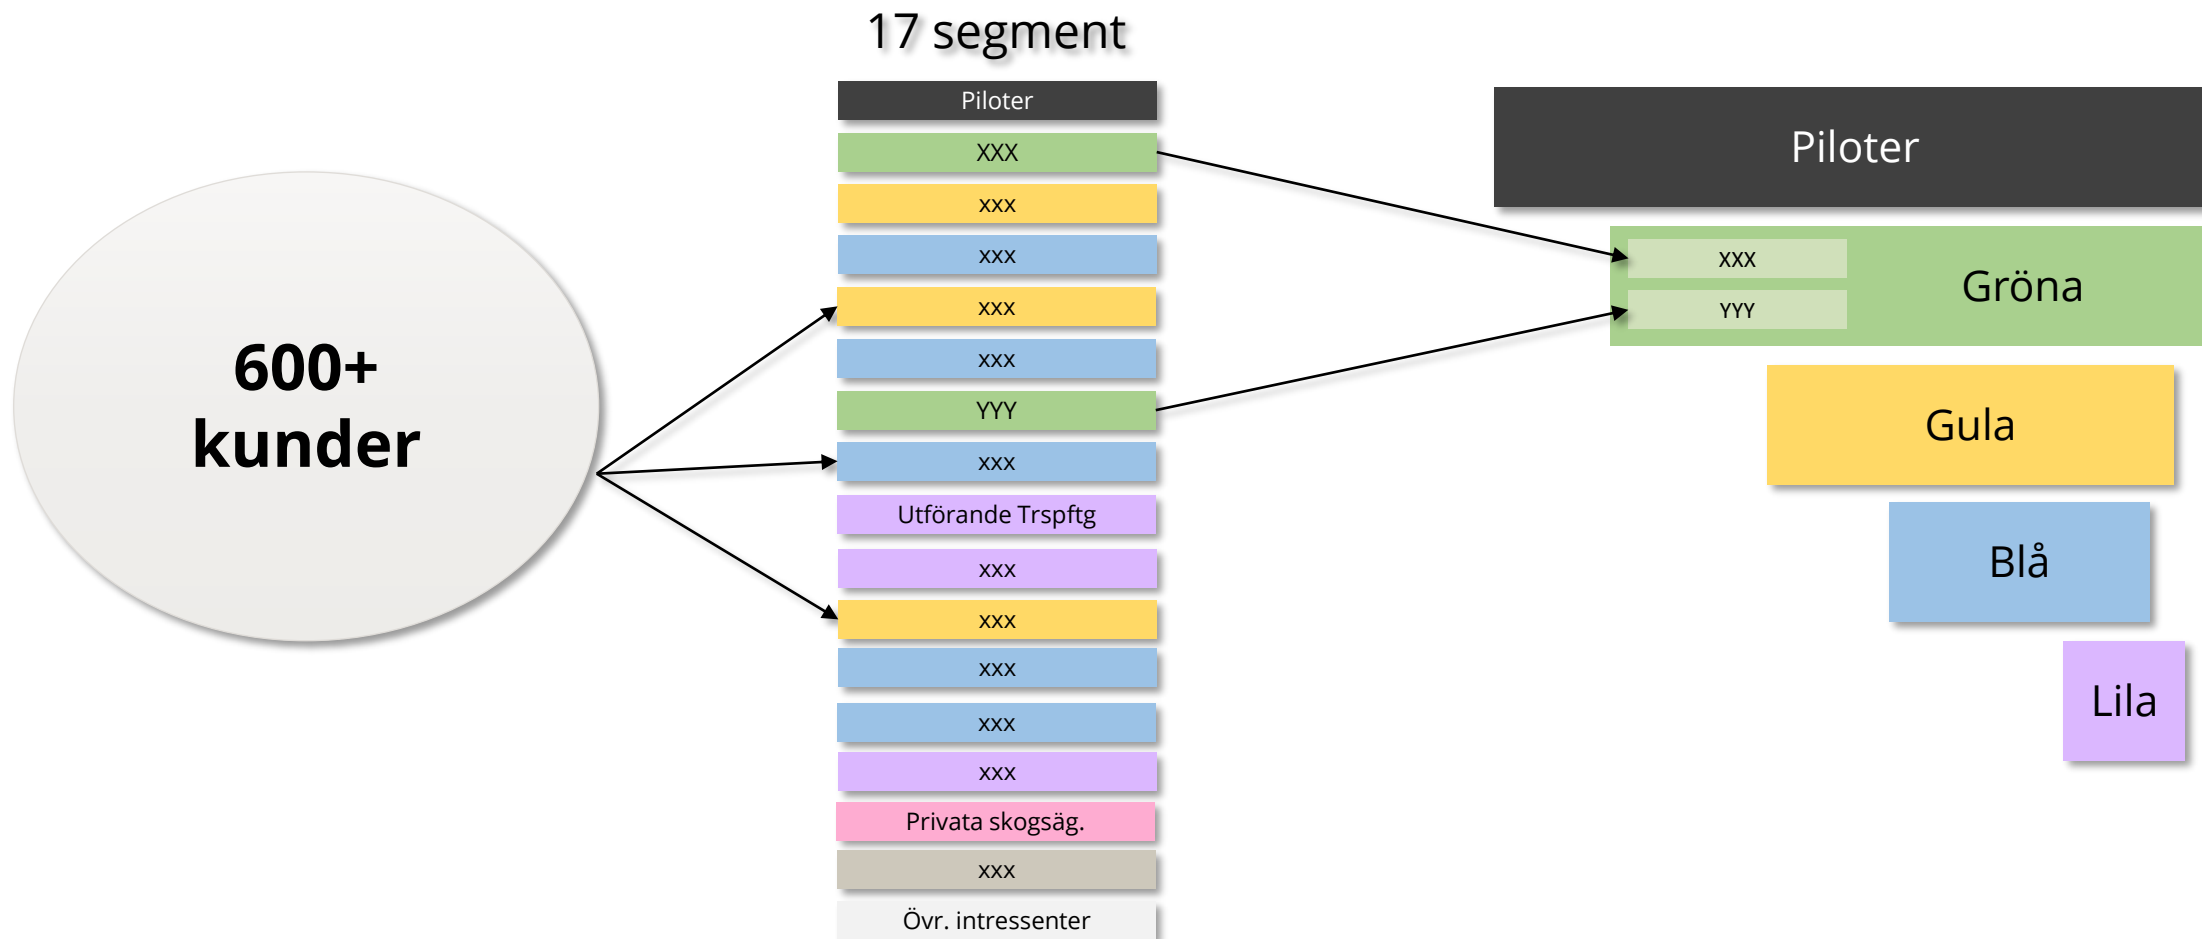 17 segment
600+
kunder
Piloter
XXX
xxx
xxx
xxx
xxx
YYY
xxx
Utförande Trspftg
xxx
xxx
xxx
xxx
xxx
Privata skogsäg.
xxx
Övr. intressenter
Piloter
XXX
YYY
Gröna
Gula
Blå
Lila